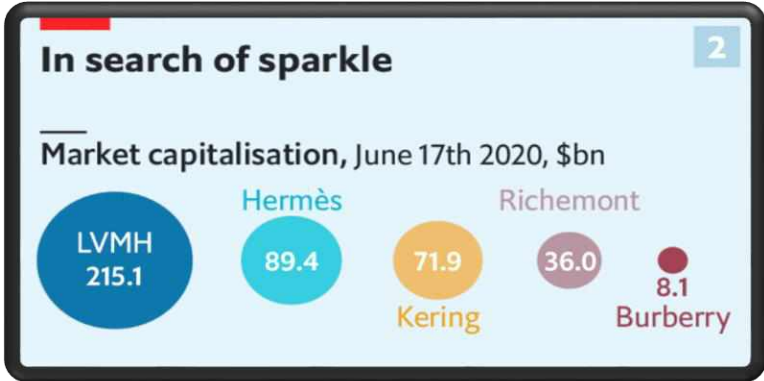 2
In search of sparkle
Market capitalisation, June 17th 2020, $bn
Hermès
Richemont
LVMH
215.1
89.4
71.9
36.0
8.1
Kering
Burberry